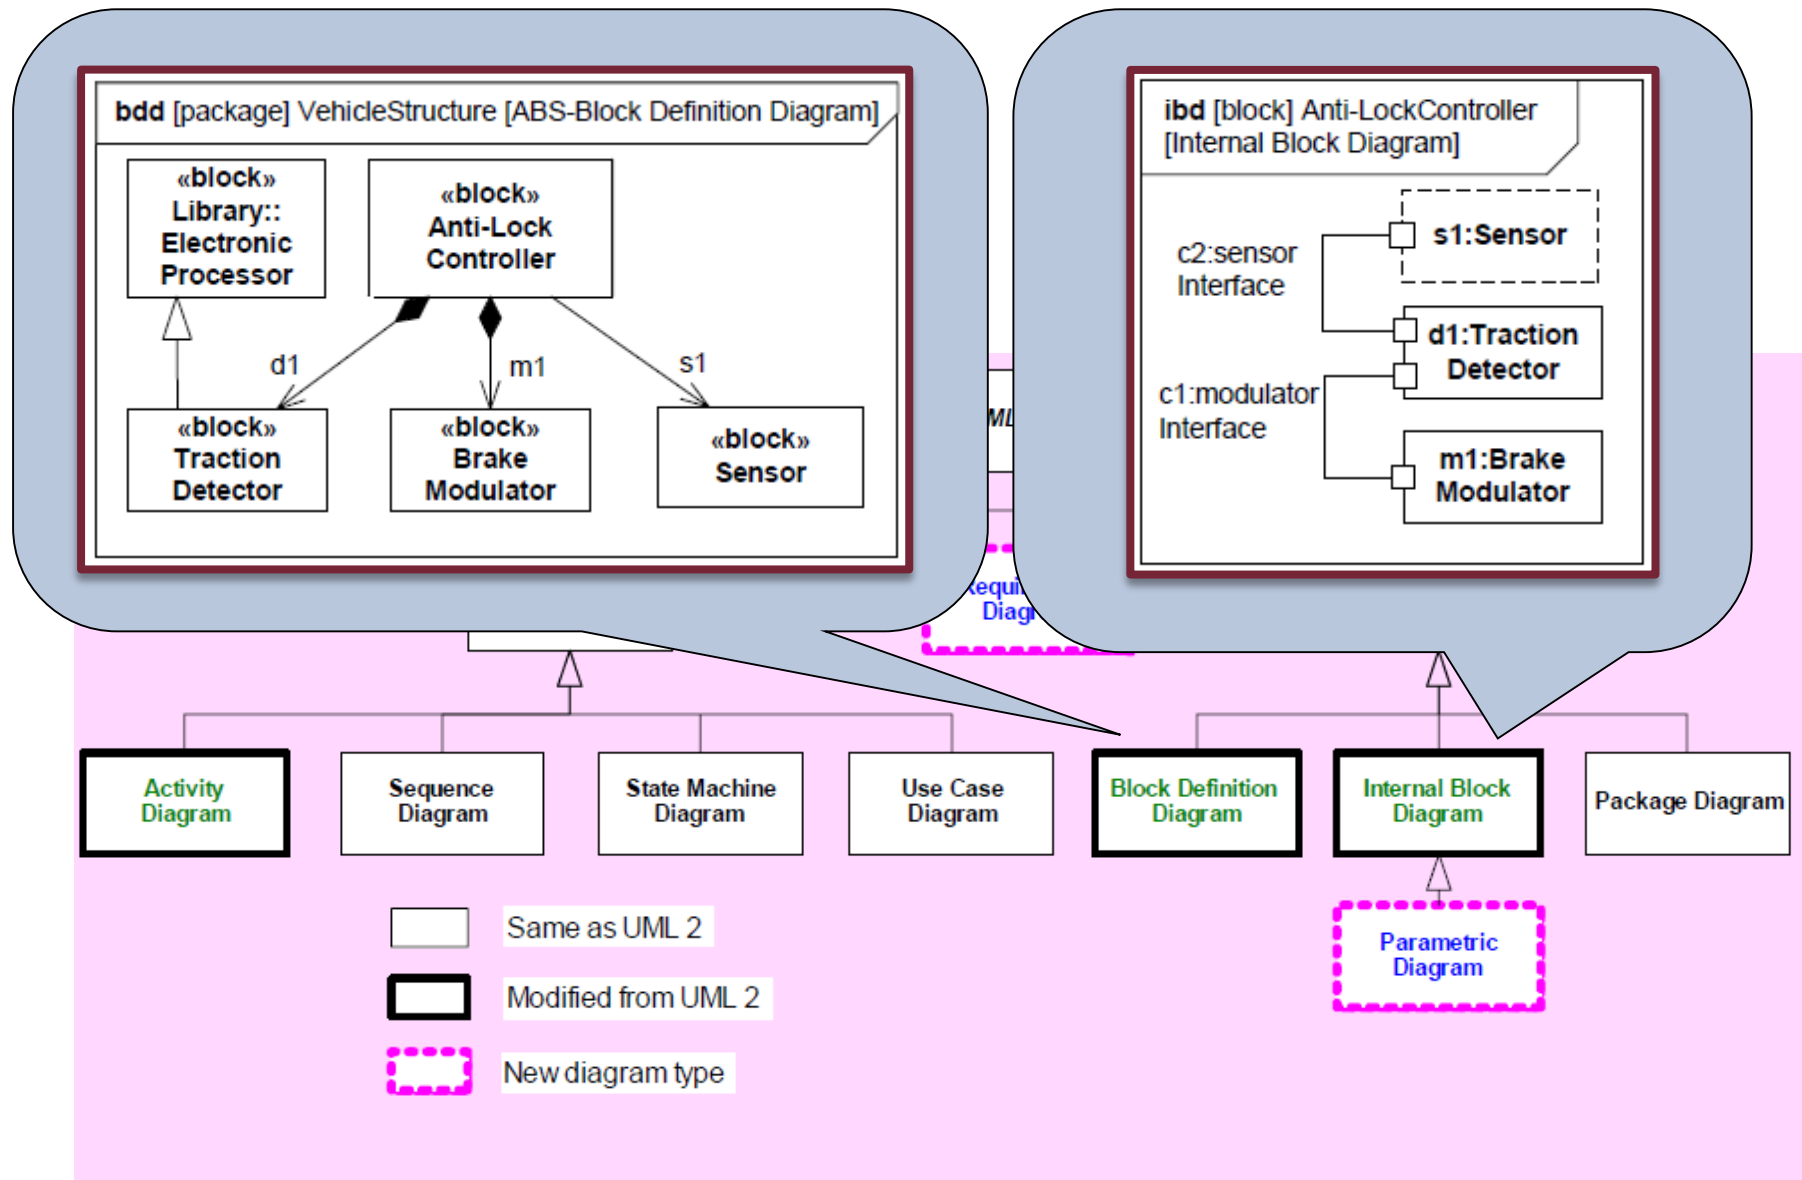 bdd [package] VehicleStructure [ABS-Block Definition Diagram]
«block»
Library::
Electronic
Processor
«block»
Anti-Lock
Controller
d1
m1
s1
«block»
Traction
Detector
«block»
Brake
Modulator
«block»
Sensor
ibd [block] Anti-LockController
[Internal Block Diagram]
s1:Sensor
c2:sensor
Interface
d1:Traction
Detector
c1:modulator
Interface
m1:Brake
Modulator
Activity
Diagram
Sequence
Diagram
State Machine
Diagram
Use Case
Diagram
Block Definition
Diagram
Internal Block
Diagram
Package Diagram
Parametric
Diagram
Same as UML 2
Modified from UML 2
New diagram type